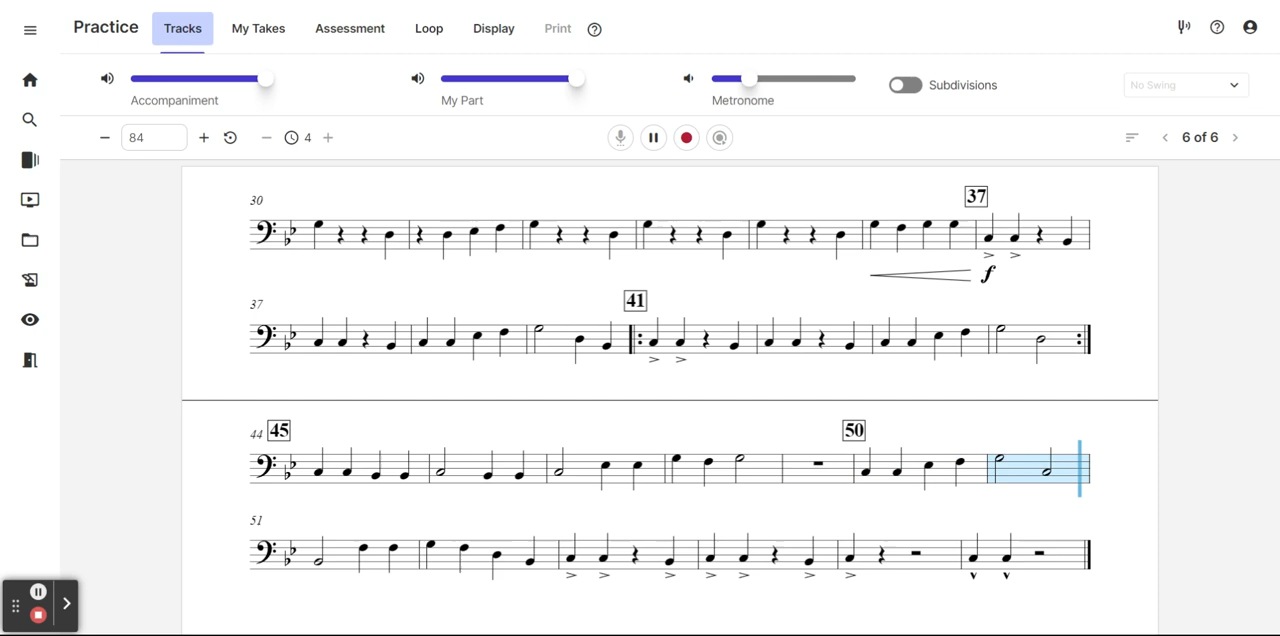 Practice Tracks My Takes Assessment Loop Display Print
Accompaniment My Part Metronome Subdivisions No Swing
84 4 6 of 6
30 37
f
37 41
44 45 50
51